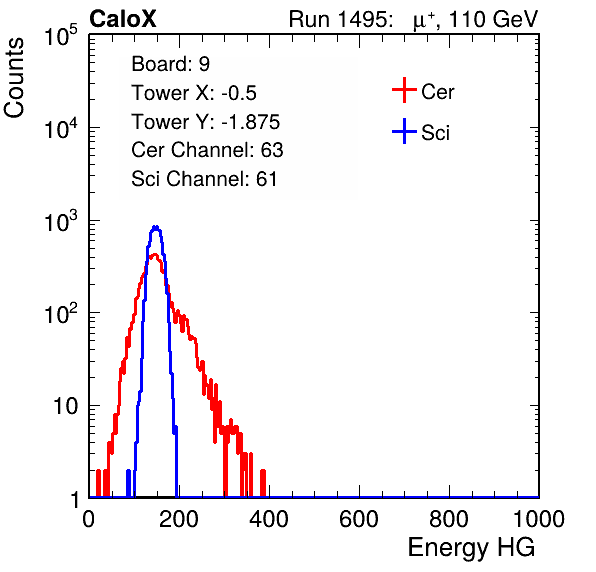 CaloX Run 1495: μ⁺, 110 GeV
Counts
10⁵
10⁴
10³
10²
10
1
Board: 9
Tower X: -0.5
Tower Y: -1.875
Cer Channel: 63
Sci Channel: 61
Cer
Sci
0 200 400 600 800 1000
Energy HG